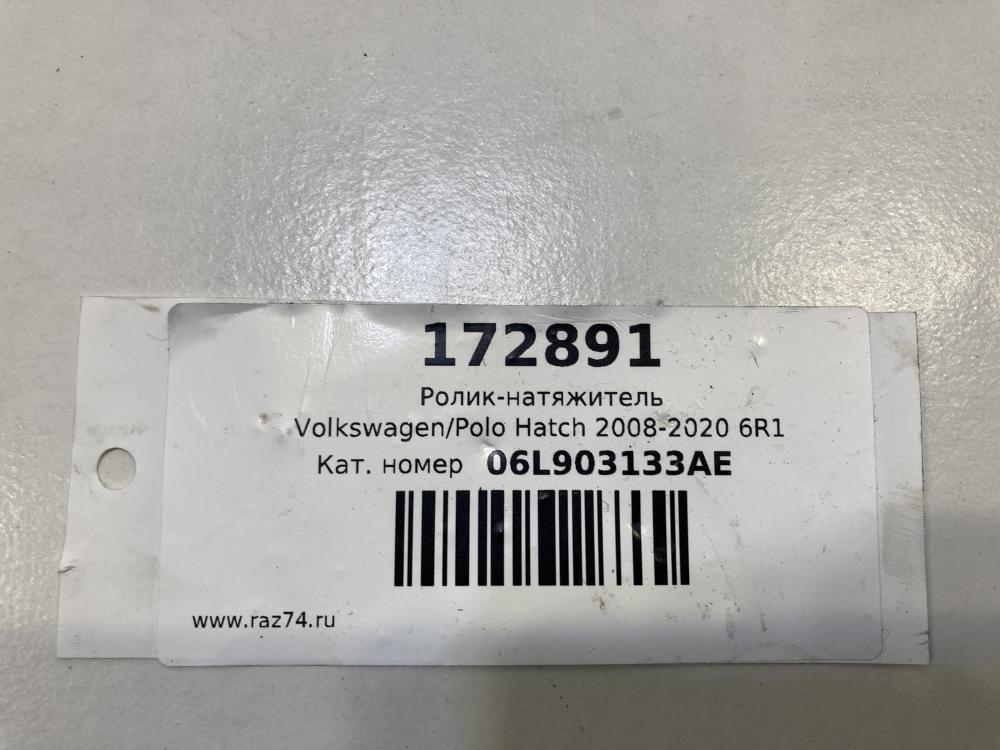 172891
Ролик-натяжитель
Volkswagen/Polo Hatch 2008-2020 6R1
Кат. номер 06L903133AE
www.raz74.ru